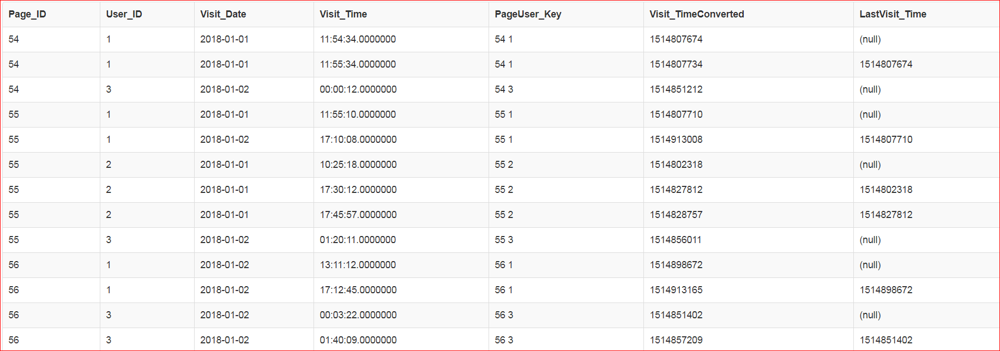 Page_ID User_ID Visit_Date Visit_Time PageUser_Key Visit_TimeConverted LastVisit_Time
54 1 2018-01-01 11:54:34.0000000 54 1 1514807674 (null)
54 1 2018-01-01 11:55:34.0000000 54 1 1514807734 1514807674
54 3 2018-01-02 00:00:12.0000000 54 3 1514851212 (null)
55 1 2018-01-01 11:55:10.0000000 55 1 1514807710 (null)
55 1 2018-01-02 17:10:08.0000000 55 1 1514913008 1514807710
55 2 2018-01-01 10:25:18.0000000 55 2 1514802318 (null)
55 2 2018-01-01 17:30:12.0000000 55 2 1514827812 1514802318
55 2 2018-01-01 17:45:57.0000000 55 2 1514828757 1514827812
55 3 2018-01-02 01:20:11.0000000 55 3 1514856011 (null)
56 1 2018-01-02 13:11:12.0000000 56 1 1514898672 (null)
56 1 2018-01-02 17:12:45.0000000 56 1 1514913165 1514898672
56 3 2018-01-02 00:03:22.0000000 56 3 1514851402 (null)
56 3 2018-01-02 01:40:09.0000000 56 3 1514857209 1514851402